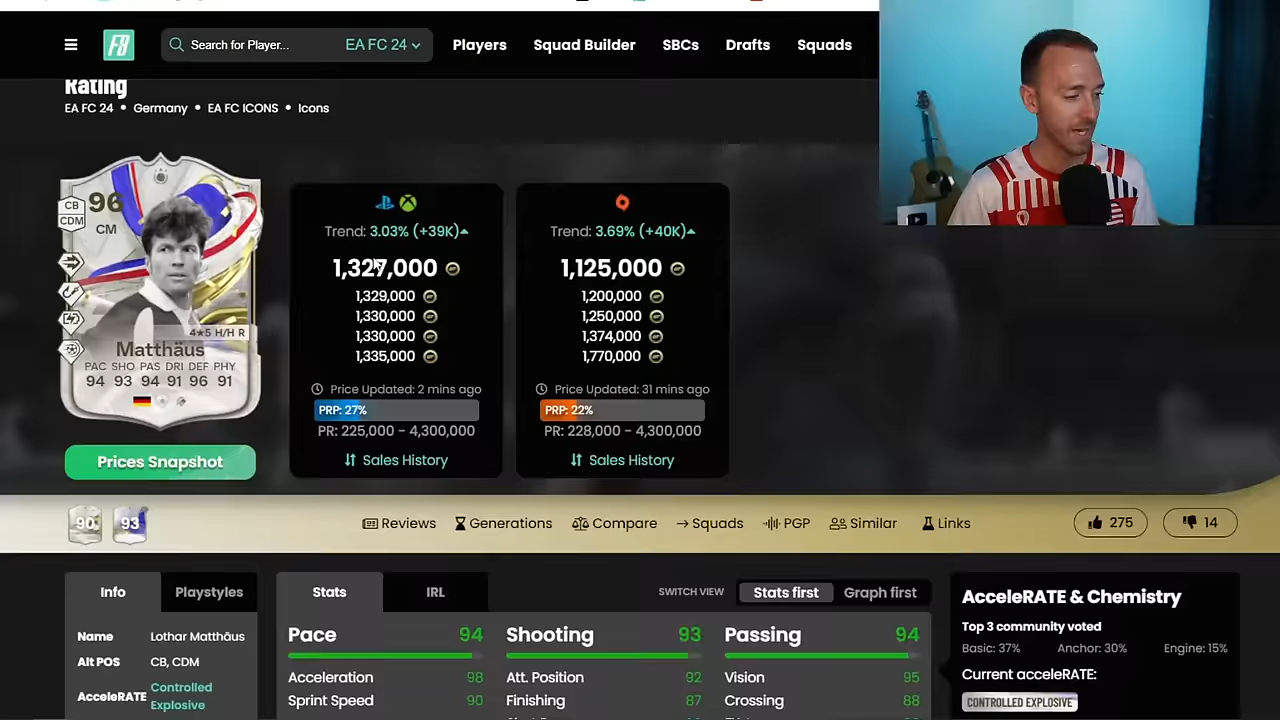 Search for Player...
EA FC 24
Players
Squad Builder
SBCs
Drafts
Squads
Rating
EA FC 24 • Germany • EA FC ICONS • Icons
CB
CDM
96
CM
4★5 H/H R
Matthäus
PAC SHO PAS DRI DEF PHY
94 93 94 91 96 91
Prices Snapshot
Trend: 3.03% (+39K)
1,327,000
1,329,000
1,330,000
1,330,000
1,335,000
Price Updated: 2 mins ago
PRP: 27%
PR: 225,000 - 4,300,000
Sales History
Trend: 3.69% (+40K)
1,125,000
1,200,000
1,250,000
1,374,000
1,770,000
Price Updated: 31 mins ago
PRP: 22%
PR: 228,000 - 4,300,000
Sales History
90
93
Reviews
Generations
Compare
Squads
PGP
Similar
Links
275
14
Info
Playstyles
Name Lothar Matthäus
Alt POS CB, CDM
AcceleRATE Controlled
Explosive
Stats
IRL
SWITCH VIEW
Stats first
Graph first
Pace 94
Acceleration 98
Sprint Speed 90
Shooting 93
Att. Position 92
Finishing 87
Passing 94
Vision 95
Crossing 88
AcceleRATE & Chemistry
Top 3 community voted
Basic: 37% Anchor: 30% Engine: 15%
Current acceleRATE:
CONTROLLED EXPLOSIVE